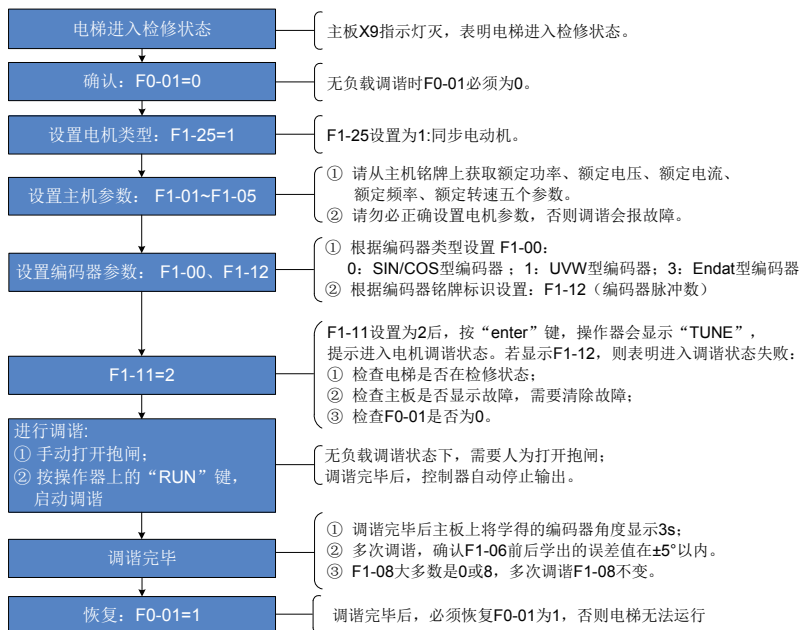 电梯进入检修状态
主板X9指示灯灭，表明电梯进入检修状态。
确认：F0-01=0
无负载调谐时F0-01必须为0。
设置电机类型：F1-25=1
F1-25设置为1:同步电动机。
设置主机参数： F1-01~F1-05
① 请从主机铭牌上获取额定功率、额定电压、额定电流、
额定频率、额定转速五个参数。
② 请务必正确设置电机参数，否则调谐会报故障。
设置编码器参数： F1-00、F1-12
① 根据编码器类型设置 F1-00：
0：SIN/COS型编码器 ；1：UVW型编码器；3：Endat型编码器
② 根据编码器铭牌标识设置：F1-12（编码器脉冲数）
F1-11=2
F1-11设置为2后，按“enter”键，操作器会显示“TUNE”，
提示进入电机调谐状态。若显示F1-12，则表明进入调谐状态失败：
① 检查电梯是否在检修状态；
② 检查主板是否显示故障，需要清除故障；
③ 检查F0-01是否为0。
进行调谐:
① 手动打开抱闸；
② 按操作器上的“RUN”键，
启动调谐
无负载调谐状态下，需要人为打开抱闸；
调谐完毕后，控制器自动停止输出。
调谐完毕
① 调谐完毕后主板上将学得的编码器角度显示3s；
② 多次调谐，确认F1-06前后学出的误差值在±5°以内。
③ F1-08大多数是0或8，多次调谐F1-08不变。
恢复：F0-01=1
调谐完毕后，必须恢复F0-01为1，否则电梯无法运行